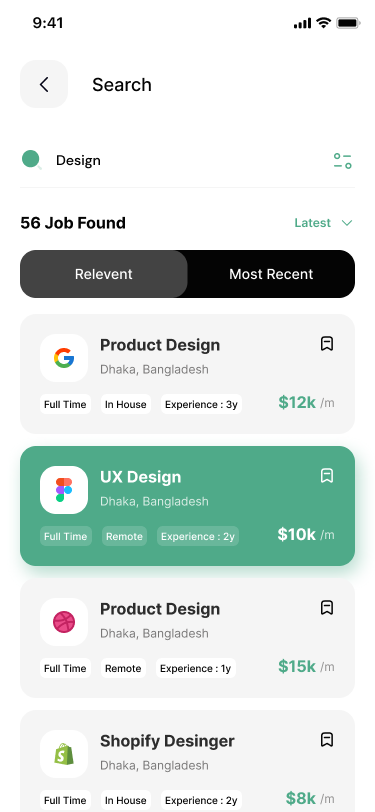 9:41
Search
Design
56 Job Found
Latest
Relevent
Most Recent
Product Design
Dhaka, Bangladesh
Full Time
In House
Experience : 3y
$12k /m
UX Design
Dhaka, Bangladesh
Full Time
Remote
Experience : 2y
$10k /m
Product Design
Dhaka, Bangladesh
Full Time
Remote
Experience : 1y
$15k /m
Shopify Desinger
Dhaka, Bangladesh
Full Time
In House
Experience : 2y
$8k /m